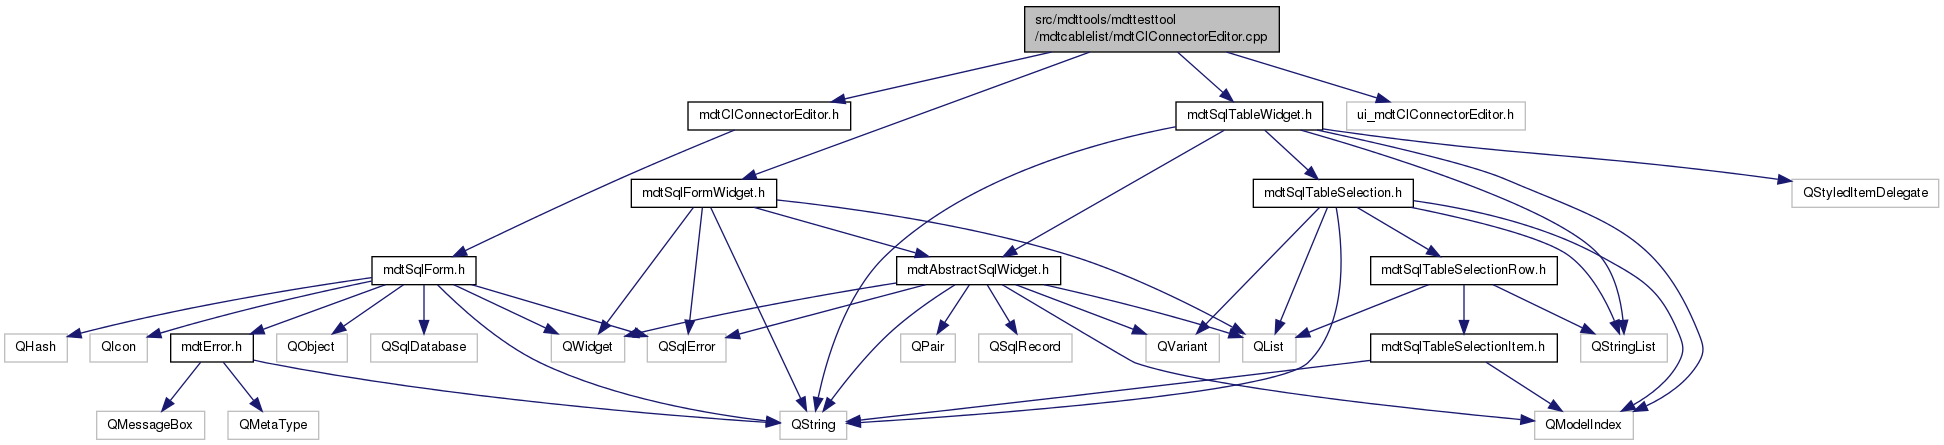 src/mdttools/mdttesttool
/mdtcablelist/mdtClConnectorEditor.cpp
mdtClConnectorEditor.h
mdtSqlTableWidget.h
ui_mdtClConnectorEditor.h
mdtSqlFormWidget.h
mdtSqlTableSelection.h
QStyledItemDelegate
mdtSqlForm.h
mdtAbstractSqlWidget.h
mdtSqlTableSelectionRow.h
QHash
QIcon
mdtError.h
QObject
QSqlDatabase
QWidget
QSqlError
QPair
QSqlRecord
QVariant
QList
mdtSqlTableSelectionItem.h
QStringList
QMessageBox
QMetaType
QString
QModelIndex